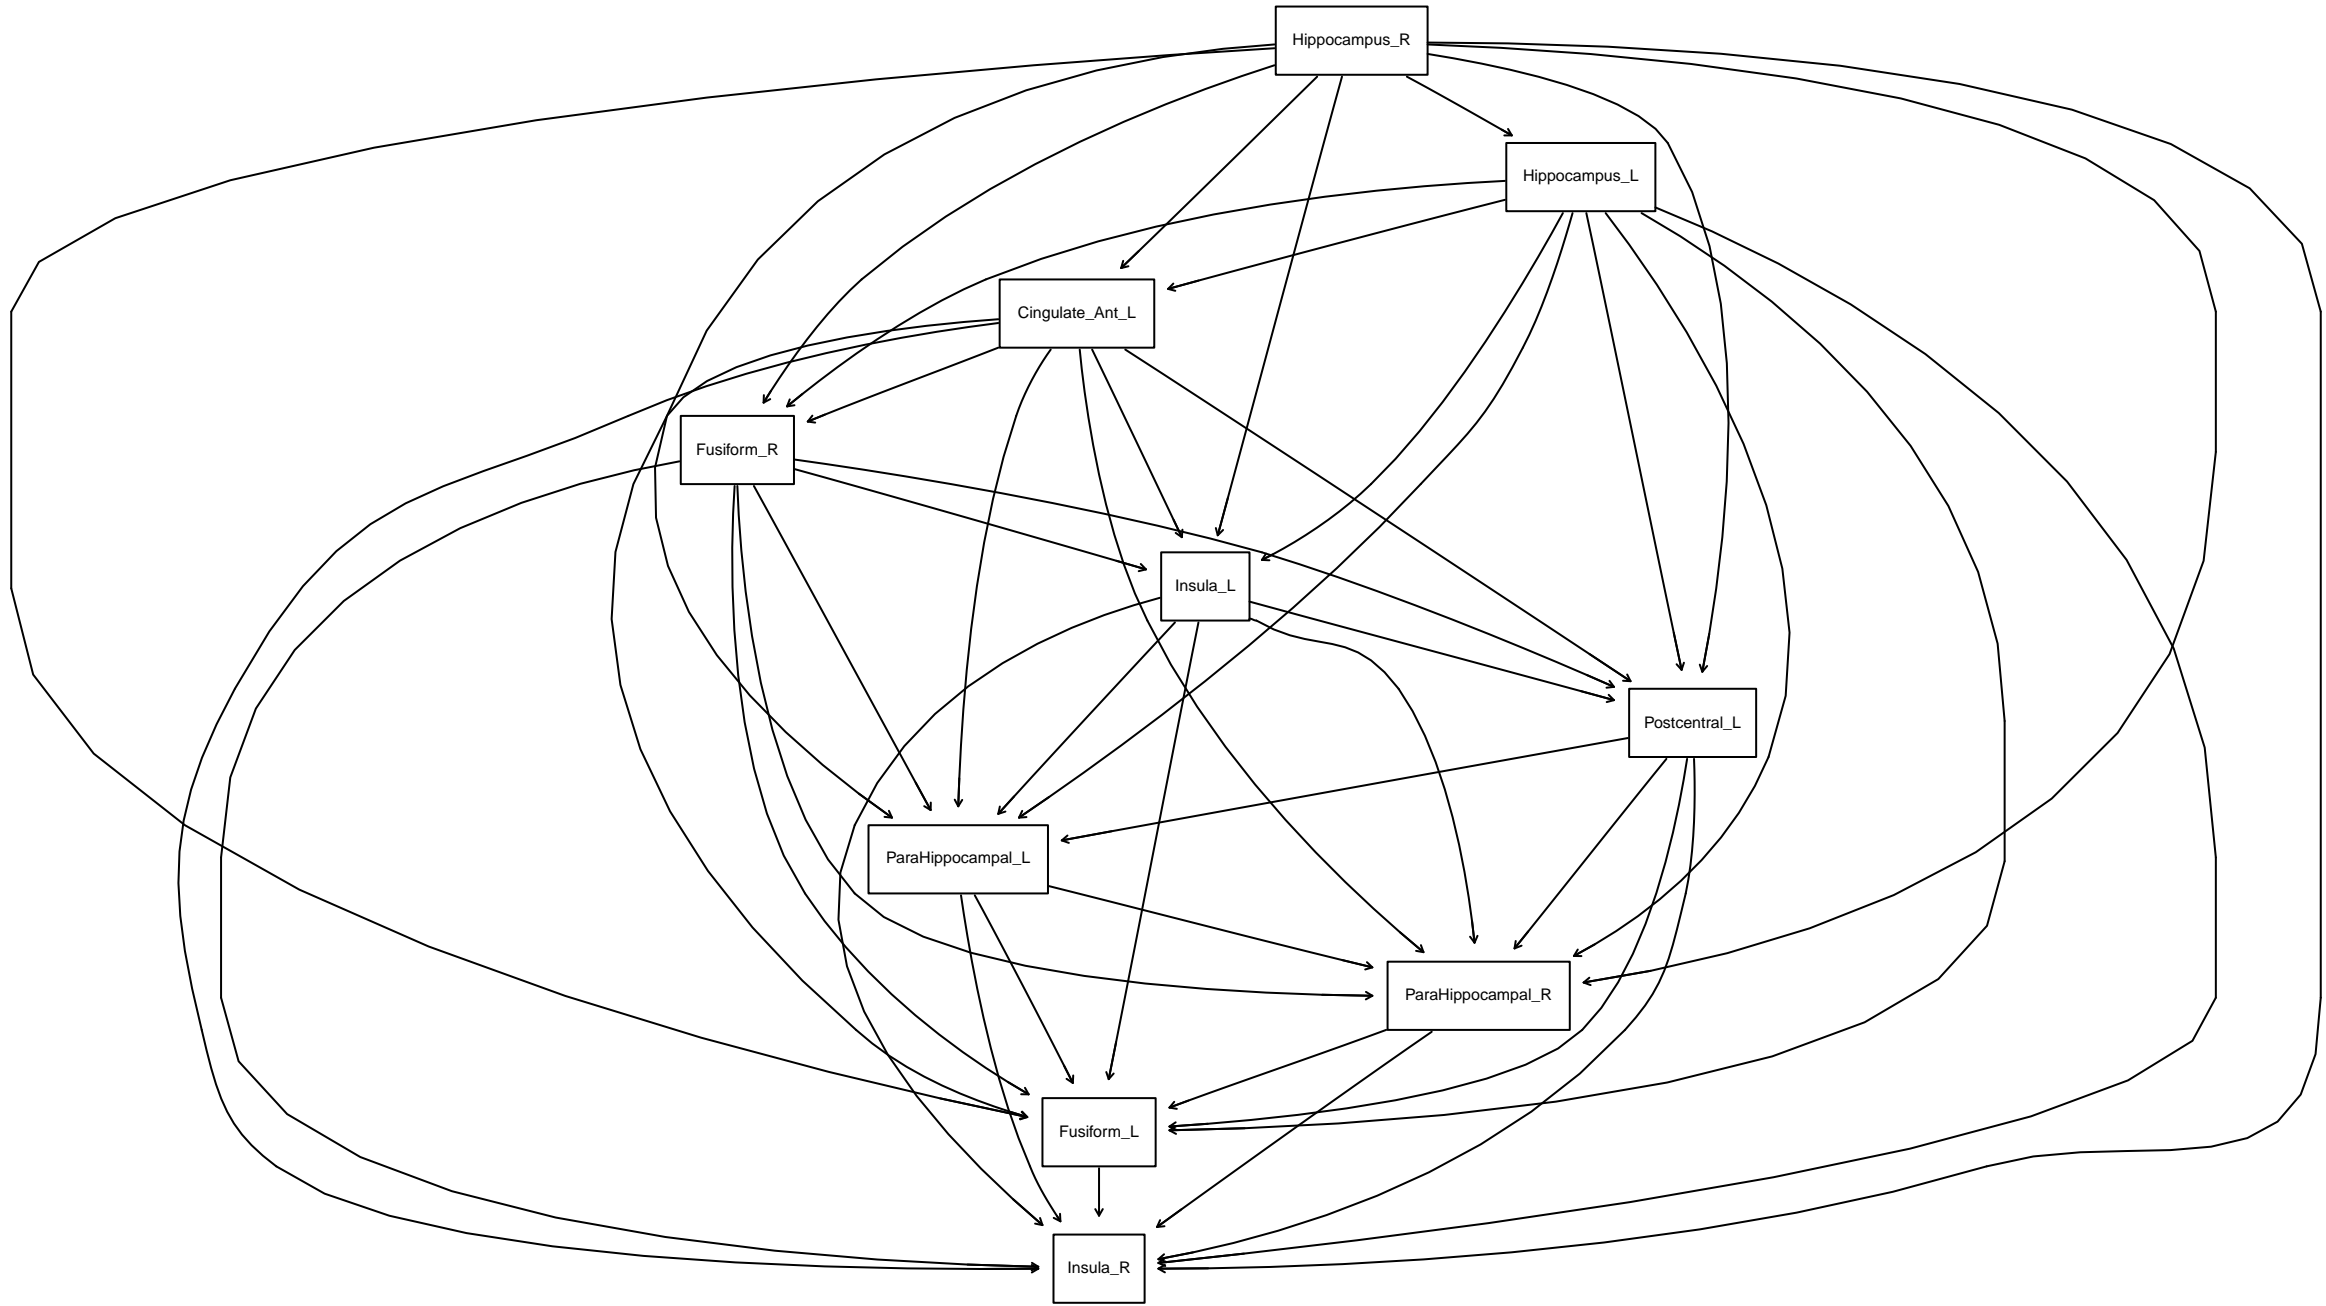 Hippocampus_R
Hippocampus_L
Cingulate_Ant_L
Fusiform_R
Insula_L
Postcentral_L
ParaHippocampal_L
ParaHippocampal_R
Fusiform_L
Insula_R